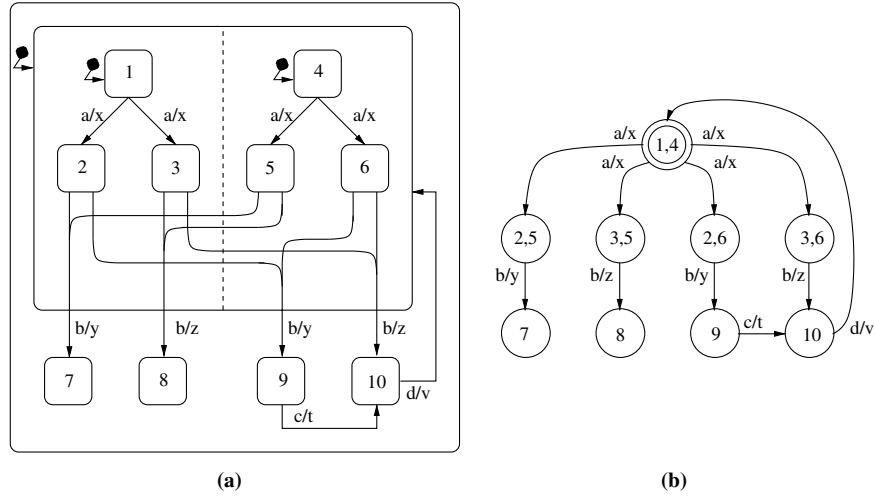 1
4
a/x
a/x
a/x
a/x
2
3
5
6
b/y
b/z
b/y
b/z
7
8
9
10
d/v
c/t
(a)
1,4
a/x
a/x
a/x
a/x
2,5
3,5
2,6
3,6
b/y
b/z
b/y
b/z
7
8
9
10
c/t
d/v
(b)